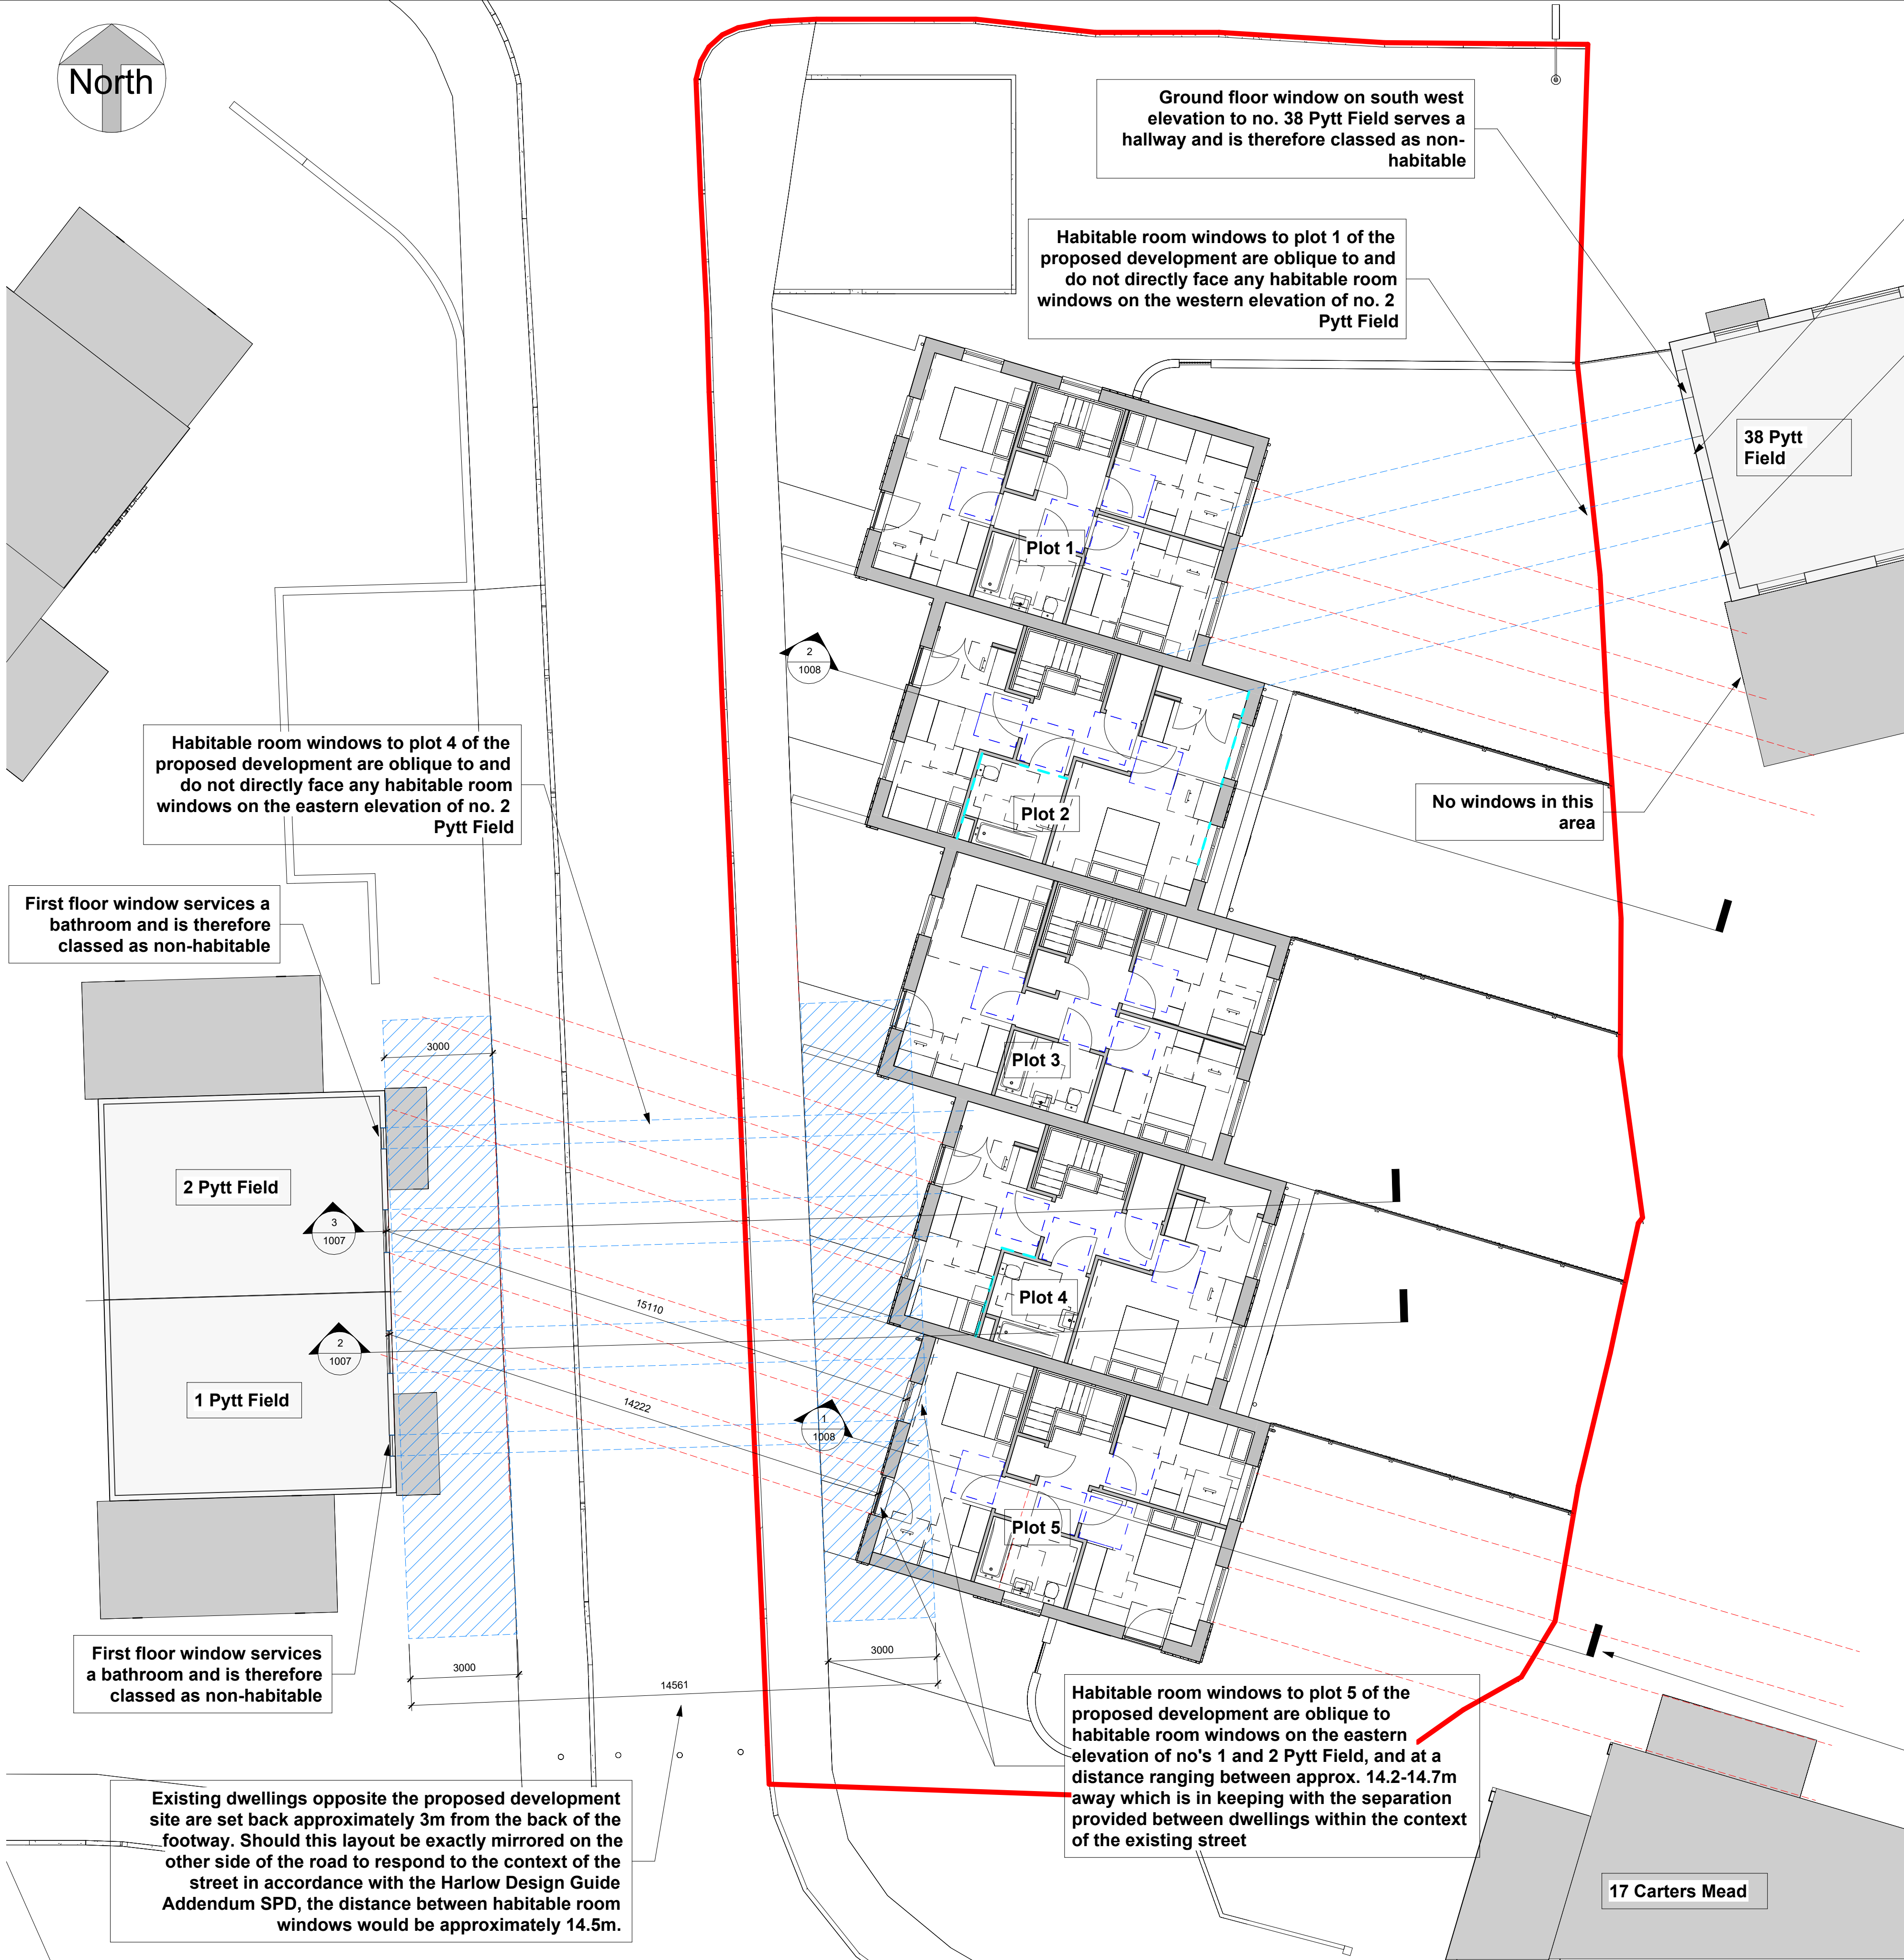 North
Ground floor window on south west
elevation to no. 38 Pytt Field serves a
hallway and is therefore classed as non-
habitable
Habitable room windows to plot 1 of the
proposed development are oblique to and
do not directly face any habitable room
windows on the western elevation of no. 2
Pytt Field
38 Pytt
Field
Plot 1
2
1008
Habitable room windows to plot 4 of the
proposed development are oblique to and
do not directly face any habitable room
windows on the eastern elevation of no. 2
Pytt Field
Plot 2
No windows in this
area
First floor window services a
bathroom and is therefore
classed as non-habitable
3000
Plot 3
2 Pytt Field
3
1007
15110
Plot 4
2
1007
1 Pytt Field
14222
1
1008
Plot 5
First floor window services
a bathroom and is therefore
classed as non-habitable
3000
3000
14561
Habitable room windows to plot 5 of the
proposed development are oblique to
habitable room windows on the eastern
elevation of no's 1 and 2 Pytt Field, and at a
distance ranging between approx. 14.2-14.7m
away which is in keeping with the separation
provided between dwellings within the context
of the existing street
Existing dwellings opposite the proposed development
site are set back approximately 3m from the back of the
footway. Should this layout be exactly mirrored on the
other side of the road to respond to the context of the
street in accordance with the Harlow Design Guide
Addendum SPD, the distance between habitable room
windows would be approximately 14.5m.
17 Carters Mead